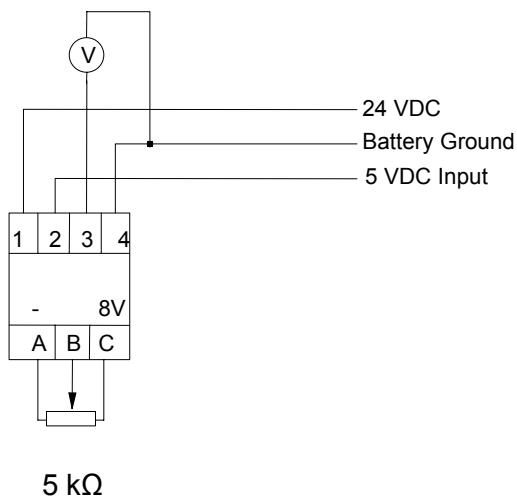 V
24 VDC
Battery Ground
5 VDC Input
1 2 3 4
- 8V
A B C
5 kΩ